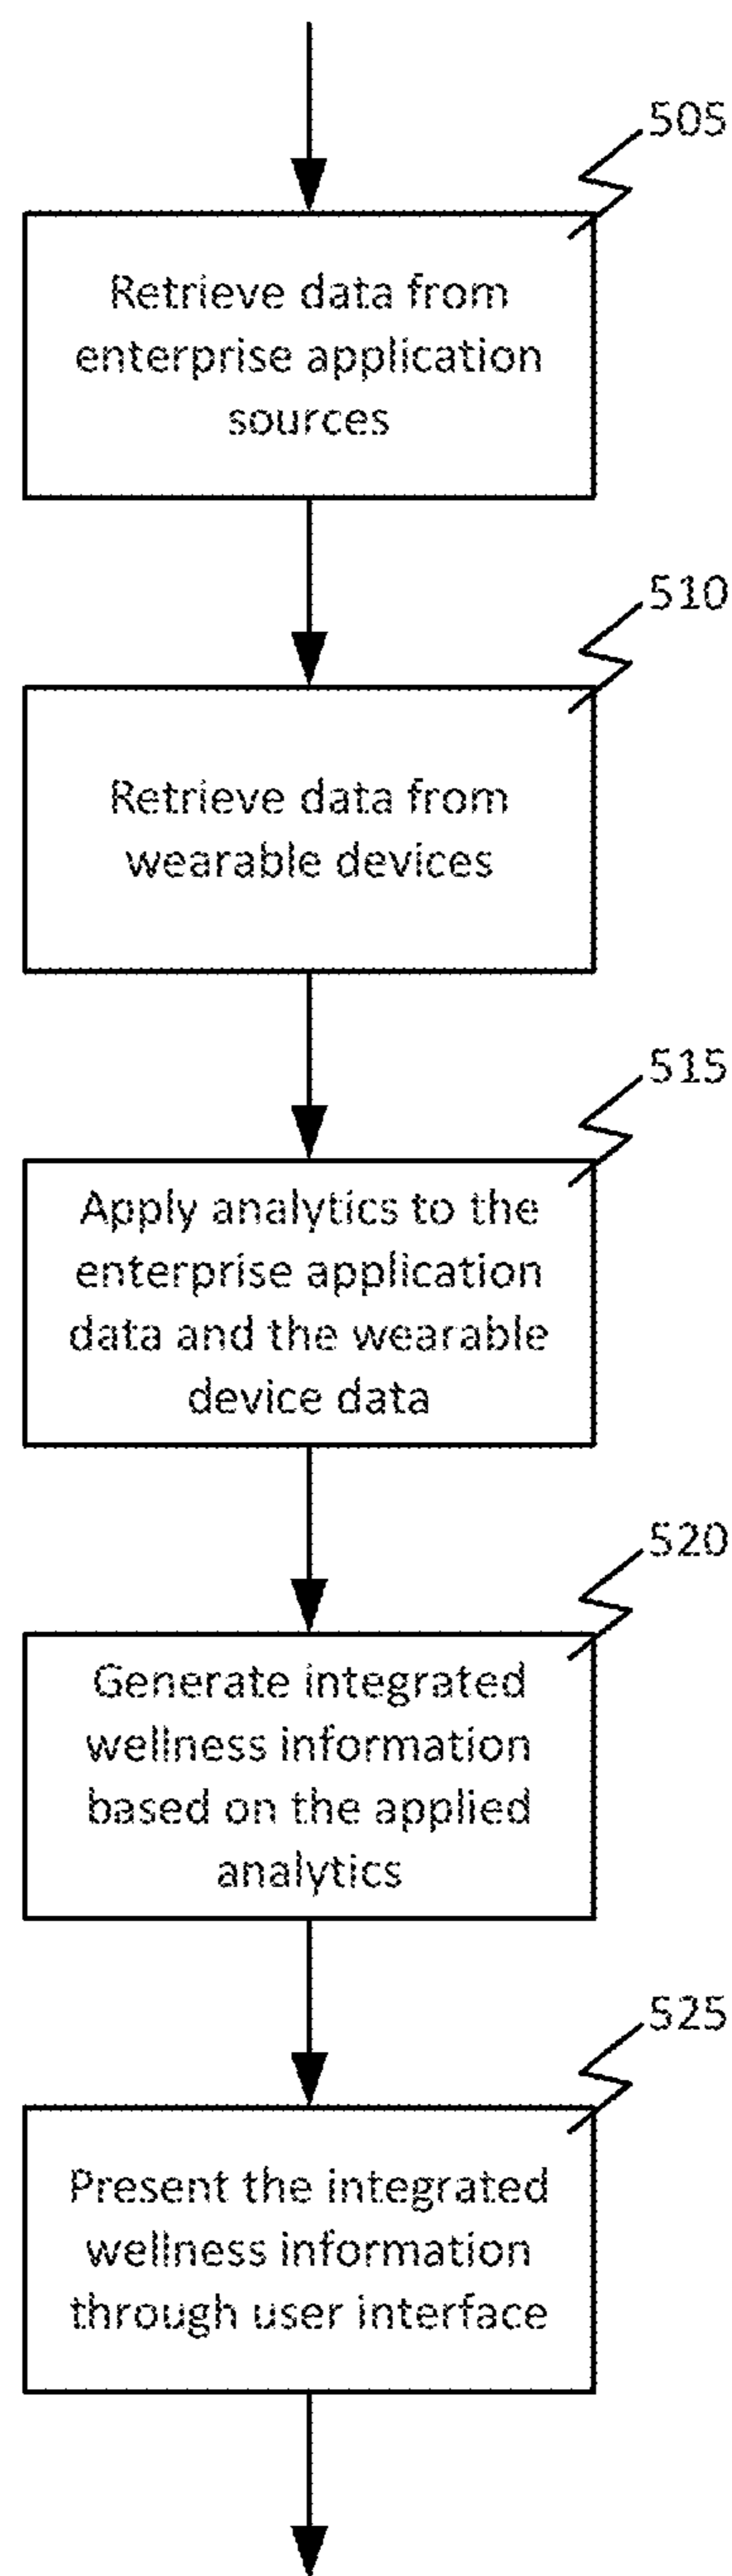 505
Retrieve data from
enterprise application
sources
510
Retrieve data from
wearable devices
515
Apply analytics to the
enterprise application
data and the wearable
device data
520
Generate integrated
wellness information
based on the applied
analytics
525
Present the integrated
wellness information
through user interface